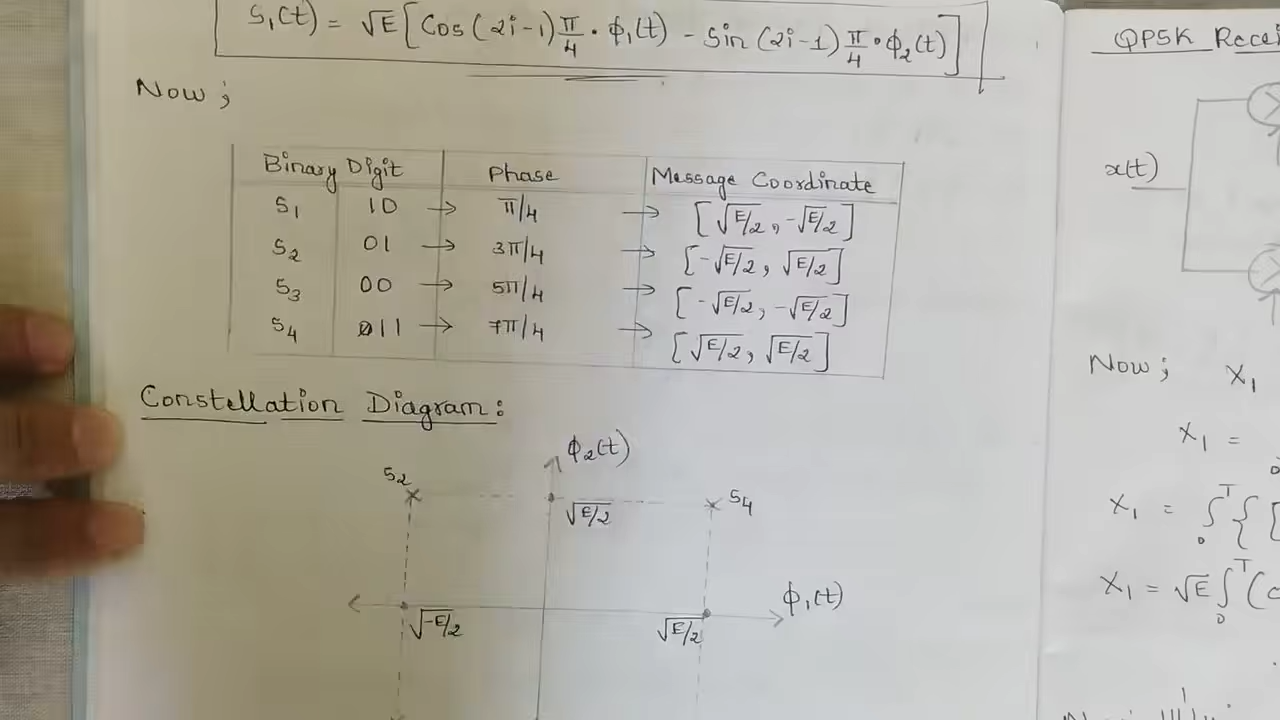 S₁(t) = √E [ Cos (2i-1) π/4 • ϕ₁(t) - Sin (2i-1) π/4 • ϕ₂(t) ]
Now ;
Binary Digit Phase Message Coordinate
S₁ 10 → π/4 → [√E/2, -√E/2]
S₂ 01 → 3π/4 → [-√E/2, √E/2]
S₃ 00 → 5π/4 → [-√E/2, -√E/2]
S₄ 11 → 7π/4 → [√E/2, √E/2]
Constellation Diagram :
ϕ₂(t)
S₂
S₄
√E/2
ϕ₁(t)
√-E/2
√E/2
QPSK Recei
x(t)
Now ; X₁
X₁ =
X₁ = ∫₀ᵀ { [
X₁ = √E ∫₀ᵀ (c